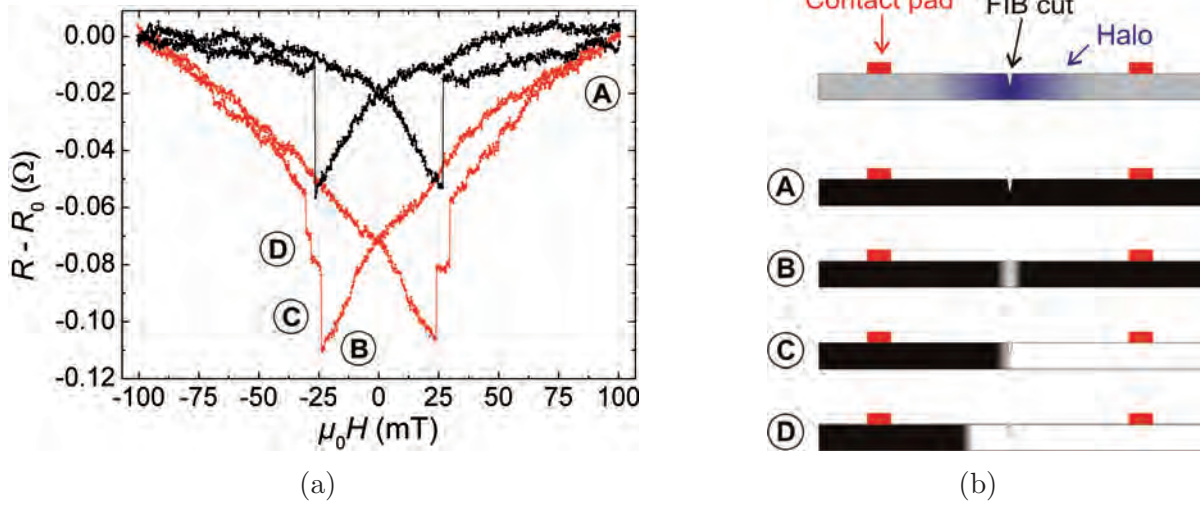 0.00
-0.02
-0.04
-0.06
-0.08
-0.10
-0.12
R - R0 (Ω)
A
D
C
B
-100 -75 -50 -25 0 25 50 75 100
μ0H (mT)
(a)
Contact pad
FIB cut
Halo
A
B
C
D
(b)